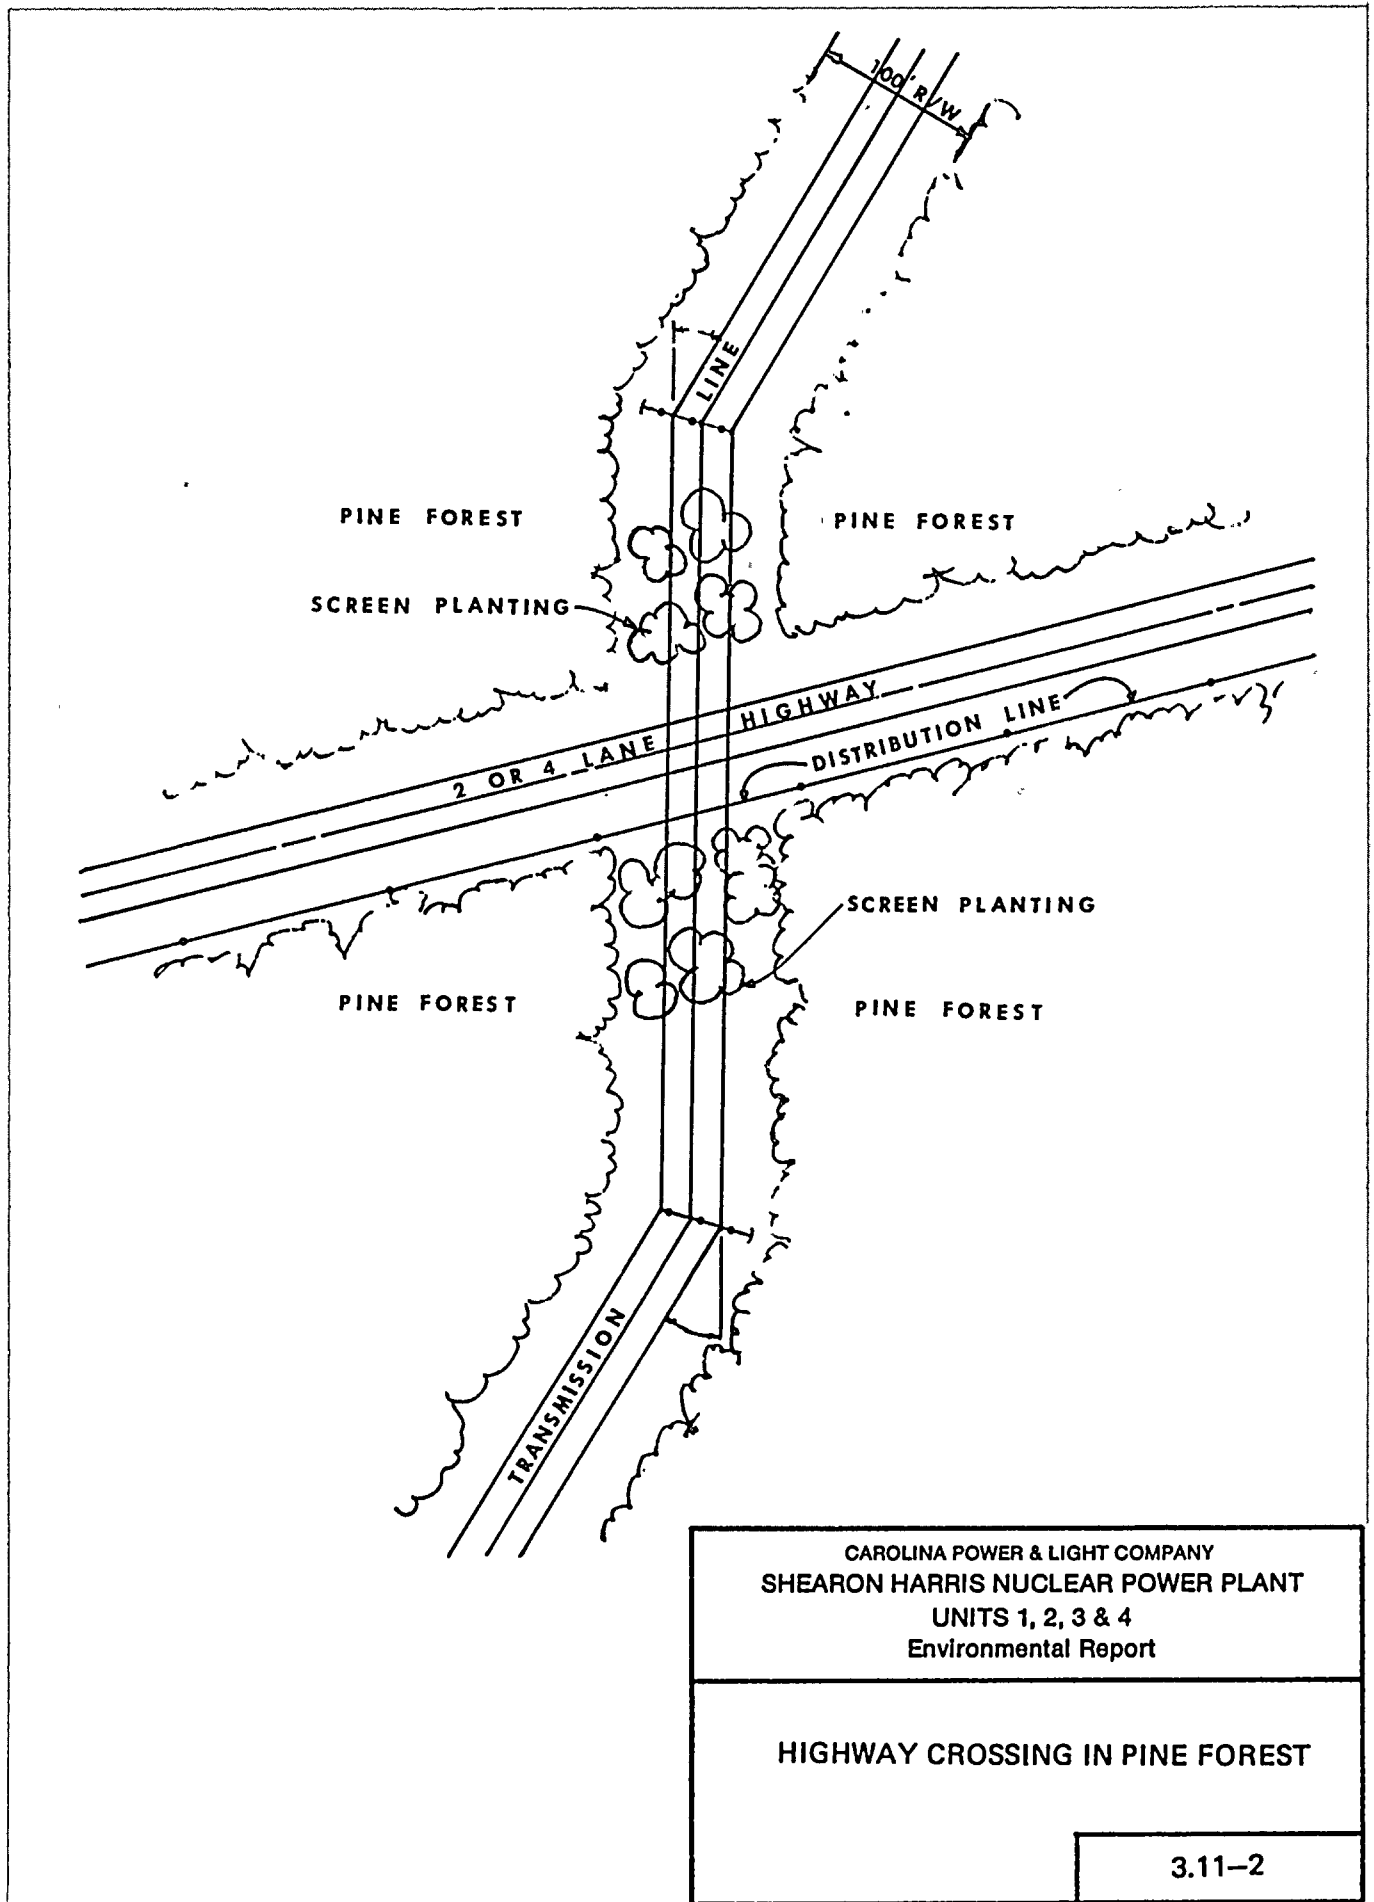 100' R/W
LINE
PINE FOREST
PINE FOREST
SCREEN PLANTING
2 OR 4 LANE HIGHWAY
DISTRIBUTION LINE
SCREEN PLANTING
PINE FOREST
PINE FOREST
TRANSMISSION
CAROLINA POWER & LIGHT COMPANY
SHEARON HARRIS NUCLEAR POWER PLANT
UNITS 1, 2, 3 & 4
Environmental Report
HIGHWAY CROSSING IN PINE FOREST
3.11–2